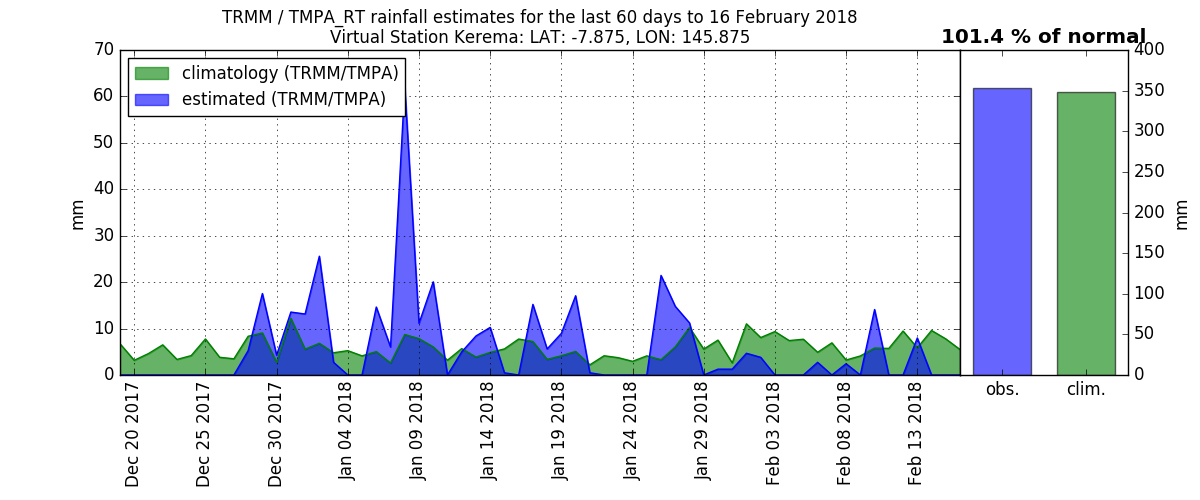 TRMM / TMPA_RT rainfall estimates for the last 60 days to 16 February 2018
Virtual Station Kerema: LAT: -7.875, LON: 145.875
101.4 % of normal
climatology (TRMM/TMPA)
estimated (TRMM/TMPA)
mm
70
60
50
40
30
20
10
0
Dec 20 2017
Dec 25 2017
Dec 30 2017
Jan 04 2018
Jan 09 2018
Jan 14 2018
Jan 19 2018
Jan 24 2018
Jan 29 2018
Feb 03 2018
Feb 08 2018
Feb 13 2018
400
350
300
250
200
150
100
50
0
mm
obs.
clim.